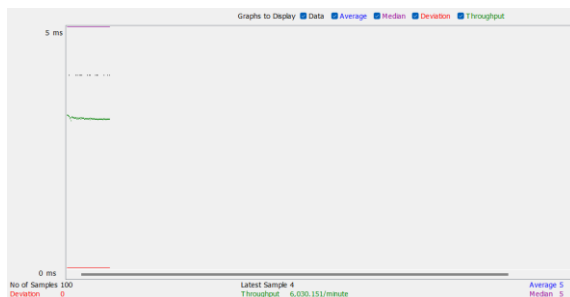 Graphs to Display Data Average Median Deviation Throughput
5 ms
0 ms
No of Samples 100 Latest Sample 4 Average 5
Deviation 0 Throughput 6,030.151/minute Median 5